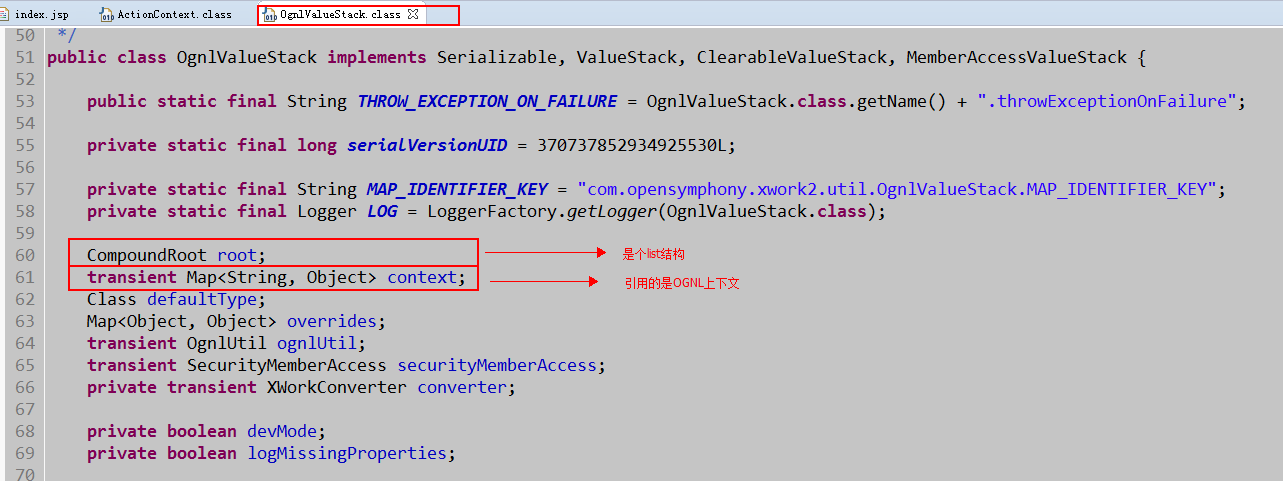 index.jsp ActionContext.class OgnlValueStack.class
50 */
51 public class OgnlValueStack implements Serializable, ValueStack, ClearableValueStack, MemberAccessValueStack {
52
53 public static final String THROW_EXCEPTION_ON_FAILURE = OgnlValueStack.class.getName() + ".throwExceptionOnFailure";
54
55 private static final long serialVersionUID = 370737852934925530L;
56
57 private static final String MAP_IDENTIFIER_KEY = "com.opensymphony.xwork2.util.OgnlValueStack.MAP_IDENTIFIER_KEY";
58 private static final Logger LOG = LoggerFactory.getLogger(OgnlValueStack.class);
59
60 CompoundRoot root; 是个list结构
61 transient Map<String, Object> context; 引用的是OGNL上下文
62 Class defaultType;
63 Map<Object, Object> overrides;
64 transient OgnlUtil ognlUtil;
65 transient SecurityMemberAccess securityMemberAccess;
66 private transient XWorkConverter converter;
67
68 private boolean devMode;
69 private boolean logMissingProperties;
70